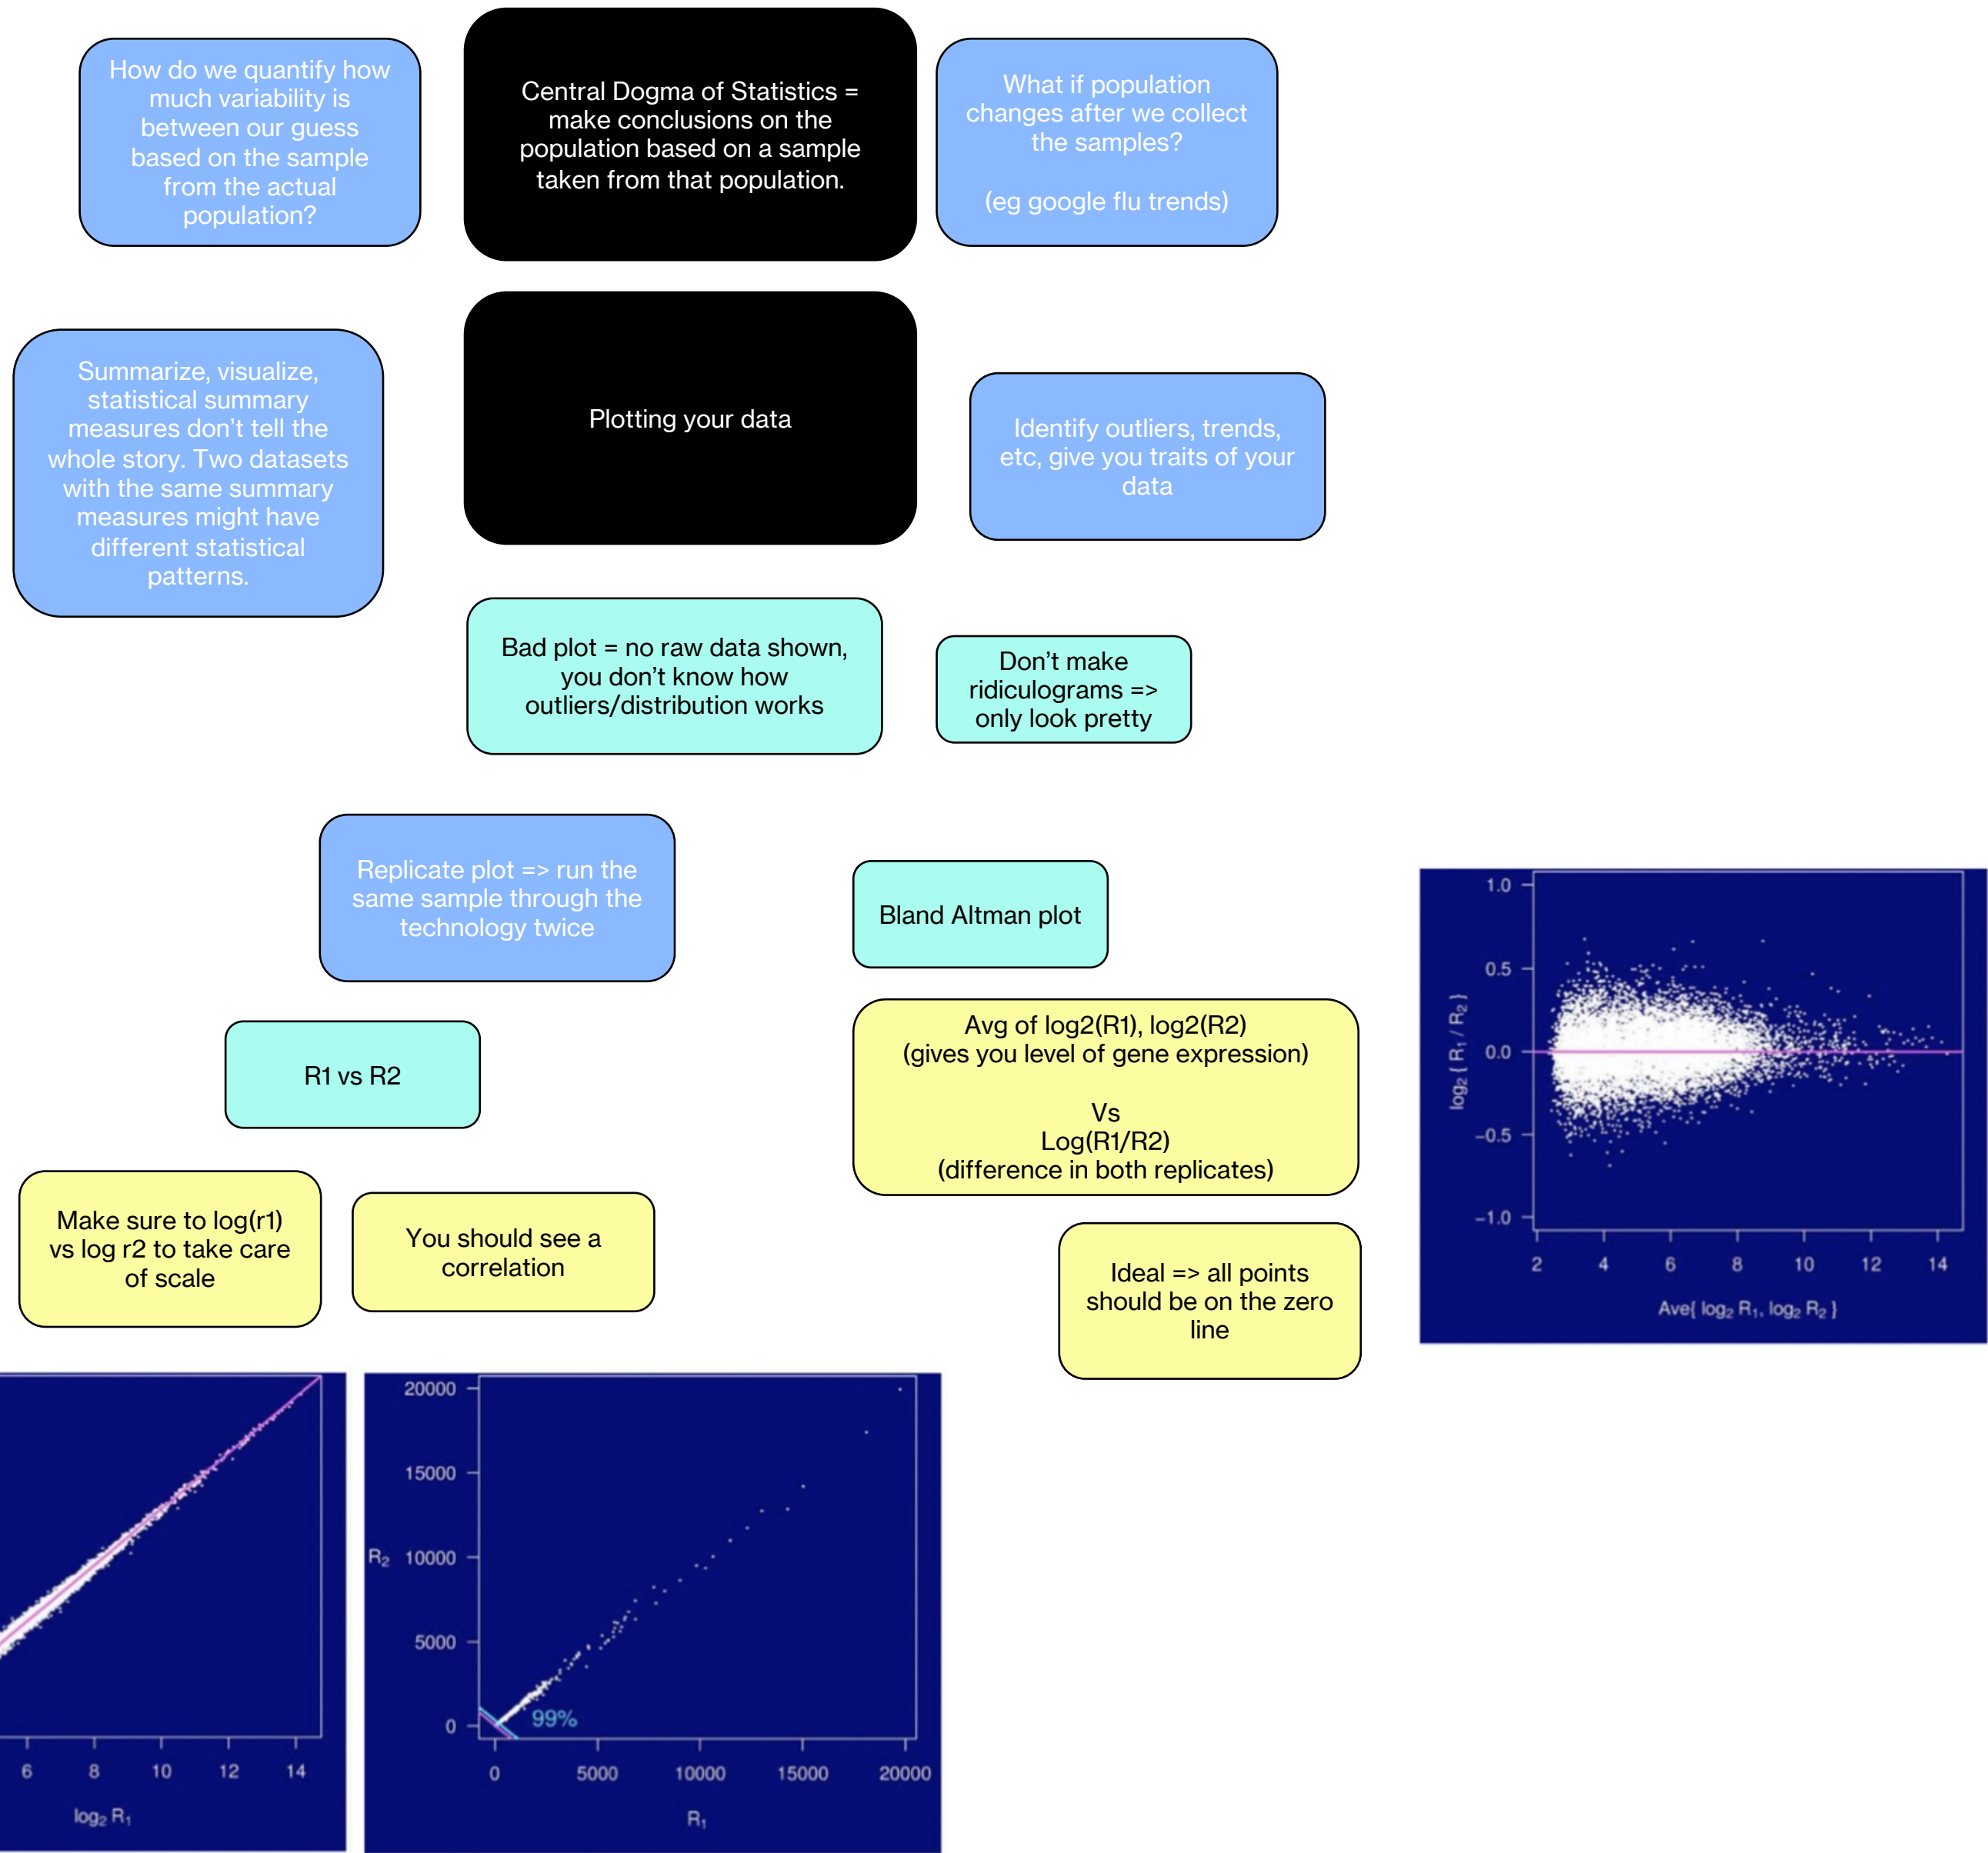 How do we quantify how
much variability is
between our guess
based on the sample
from the actual
population?
Central Dogma of Statistics =
make conclusions on the
population based on a sample
taken from that population.
What if population
changes after we collect
the samples?
(eg google flu trends)
Summarize, visualize,
statistical summary
measures don't tell the
whole story. Two datasets
with the same summary
measures might have
different statistical
patterns.
Plotting your data
Identify outliers, trends,
etc, give you traits of your
data
Bad plot = no raw data shown,
you don't know how
outliers/distribution works
Don't make
ridiculograms =>
only look pretty
Replicate plot => run the
same sample through the
technology twice
Bland Altman plot
R1 vs R2
Avg of log2(R1), log2(R2)
(gives you level of gene expression)
Vs
Log(R1/R2)
(difference in both replicates)
Make sure to log(r1)
vs log r2 to take care
of scale
You should see a
correlation
Ideal => all points
should be on the zero
line
1.0
0.5
0.0
−0.5
−1.0
log₂ { R₁ / R₂ }
2 4 6 8 10 12 14
Ave{ log₂ R₁, log₂ R₂ }
6 8 10 12 14
log₂ R₁
20000
15000
R₂ 10000
5000
0
99%
0 5000 10000 15000 20000
R₁